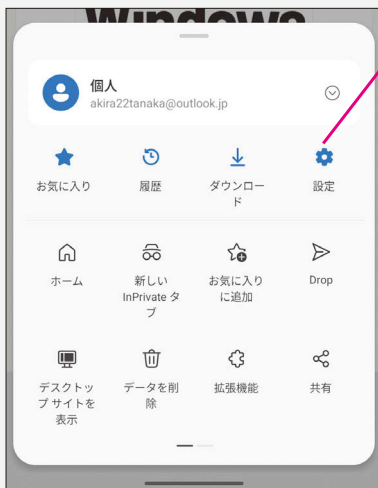 Windows
個人
akira22tanaka@outlook.jp
お気に入り
履歴
ダウンロー
ド
設定
ホーム
新しい
InPrivate タ
ブ
お気に入り
に追加
Drop
デスクトッ
プ サイトを
表示
データを削
除
拡張機能
共有